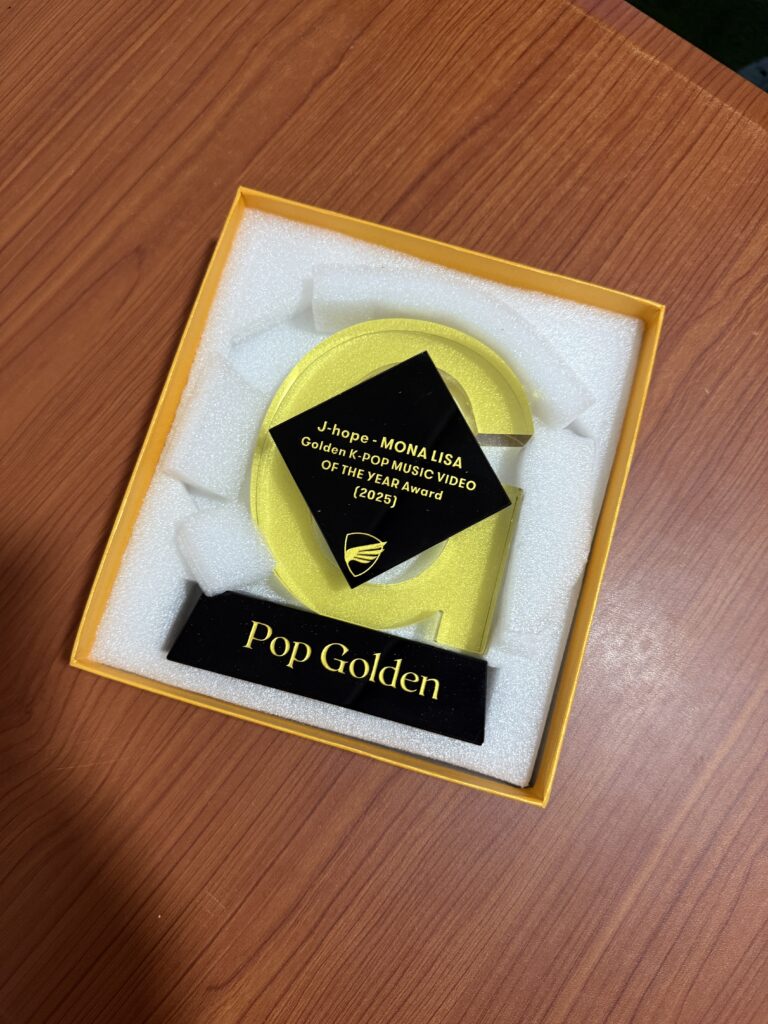 J-hope - MONA LISA
Golden K-POP MUSIC VIDEO
OF THE YEAR Award
(2025)
Pop Golden